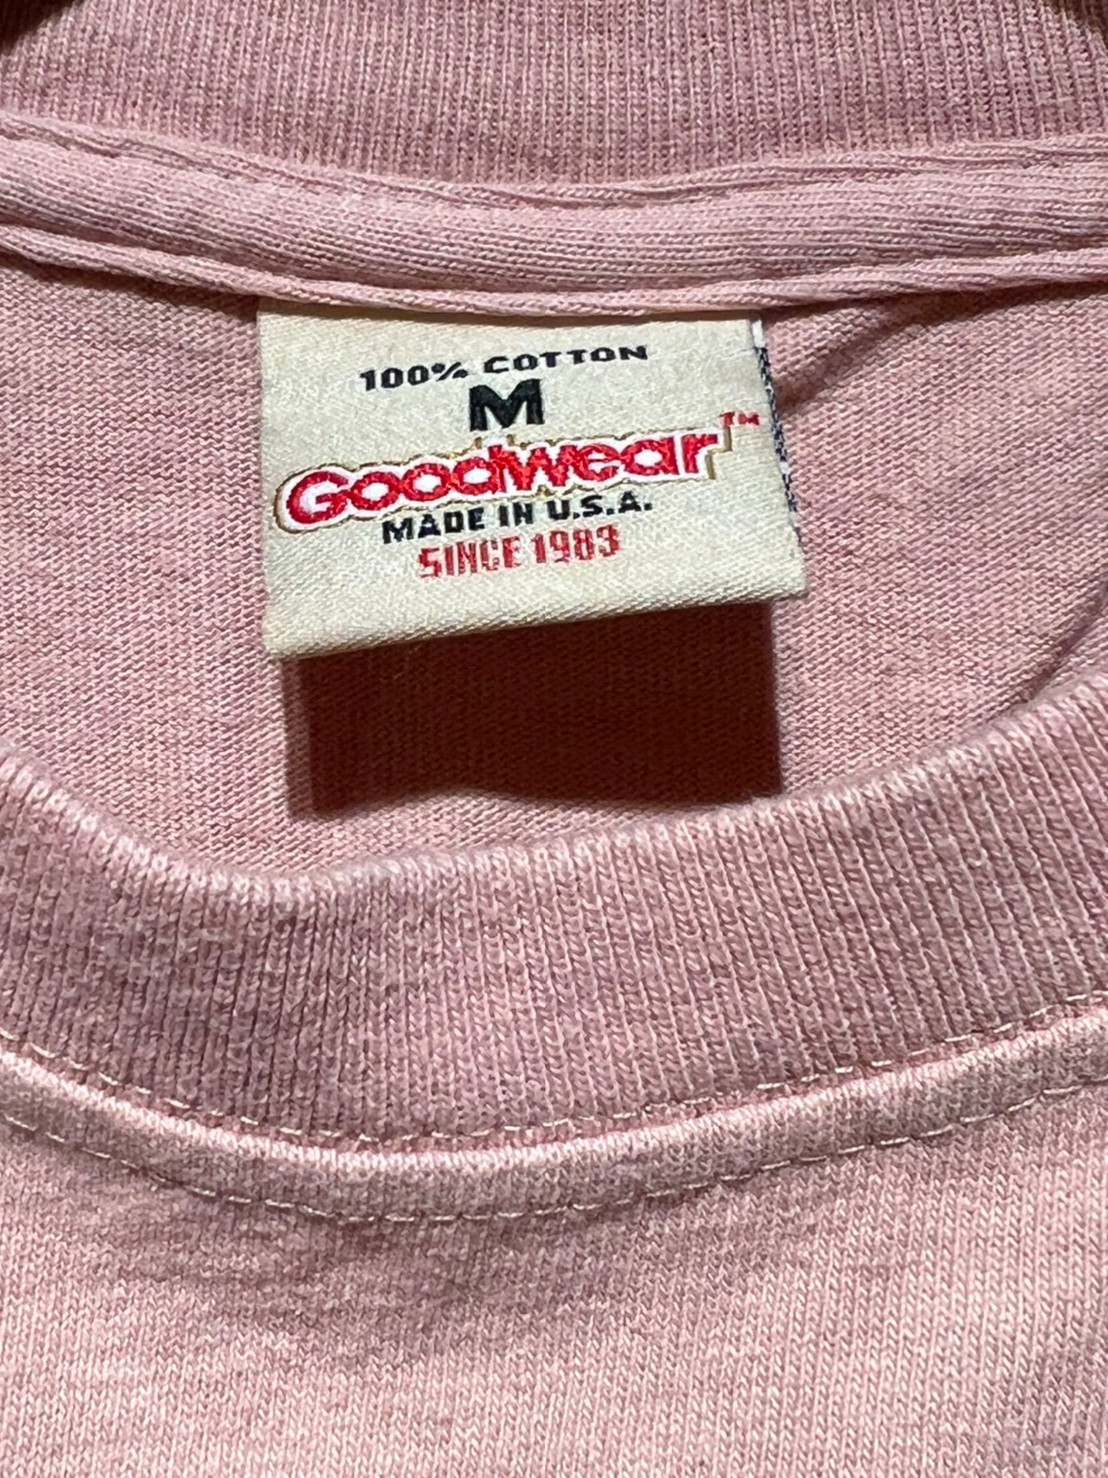 100% COTTON
M
Goodwear™
MADE IN U.S.A.
SINCE 1983